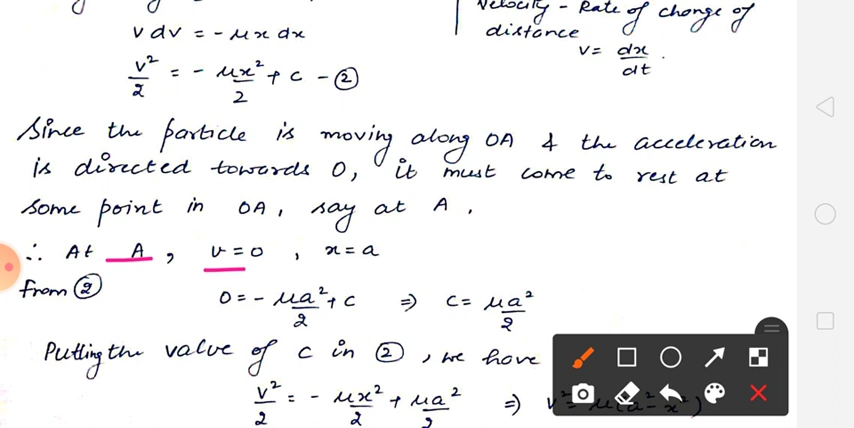 v dv = - μx dx
v²/2 = - μx²/2 + c - ②
Velocity - Rate of change of
distance
v = dx/dt .
Since the particle is moving along OA & the acceleration
is directed towards O, it must come to rest at
some point in OA, say at A.
∴ At A , v=0 , x=a
from ②
0 = - μa²/2 + c ⇒ c = μa²/2
Putting the value of c in ② , we have
v²/2 = - μx²/2 + μa²/2 ⇒ v² = μ(a² - x²)